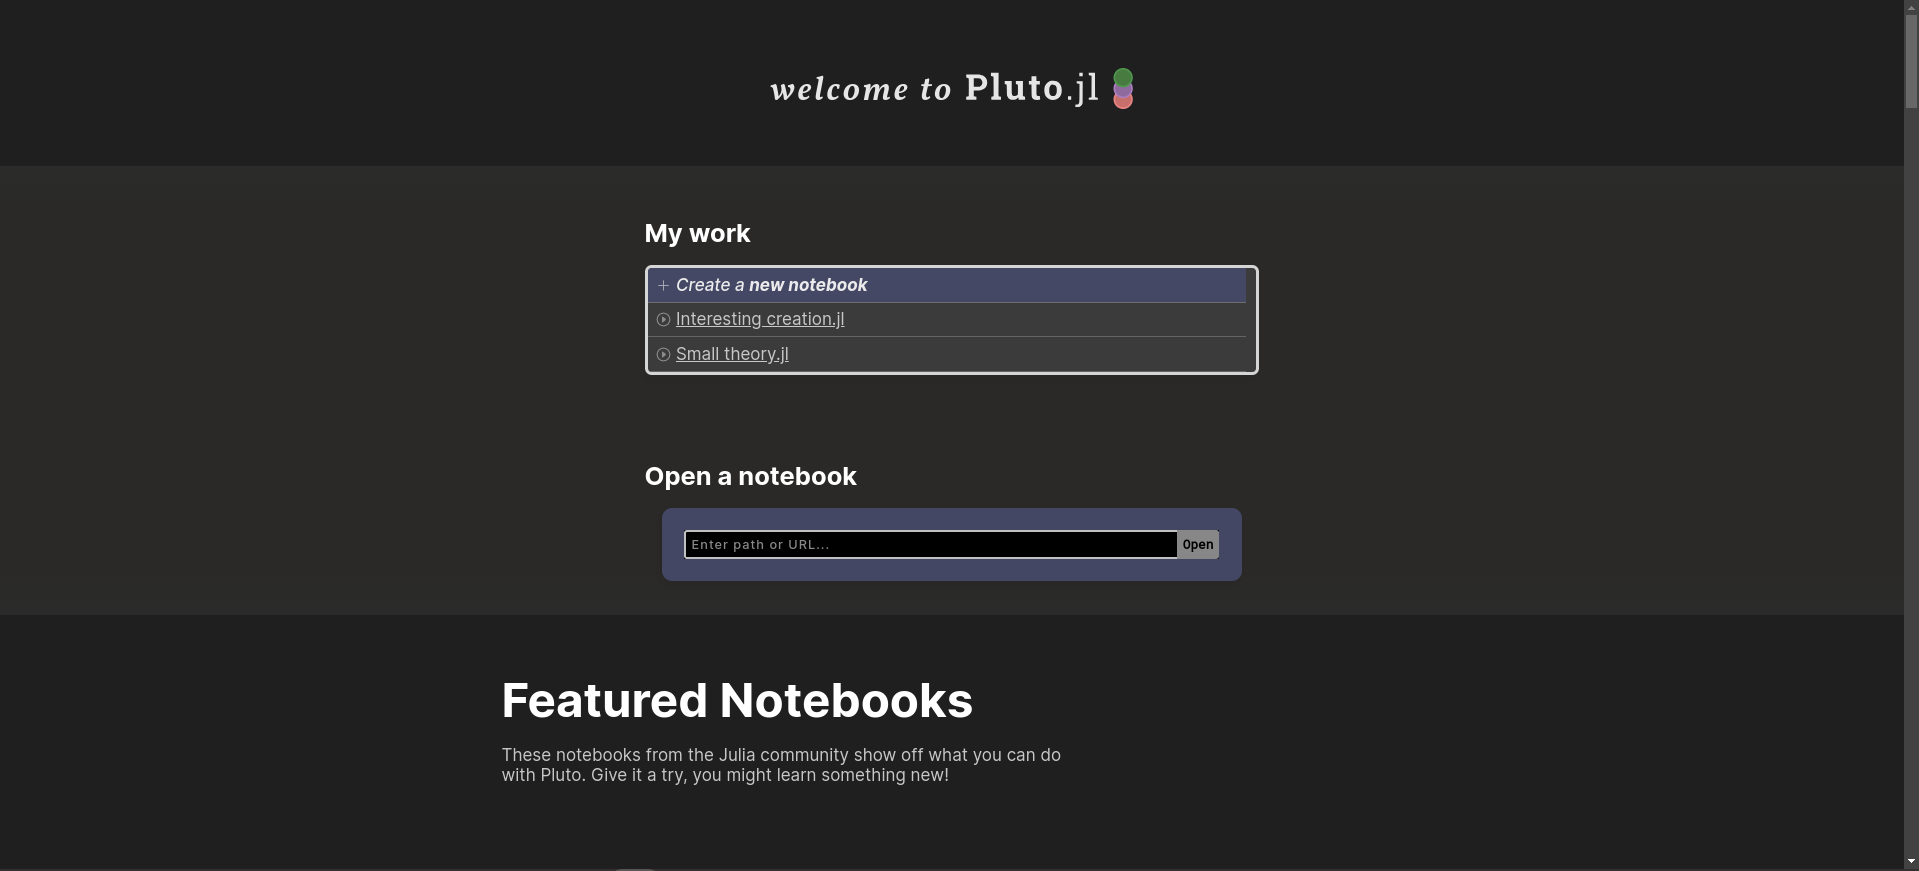 welcome to Pluto.jl
My work
Create a new notebook
Interesting creation.jl
Small theory.jl
Open a notebook
Enter path or URL...
Open
Featured Notebooks
These notebooks from the Julia community show off what you can do
with Pluto. Give it a try, you might learn something new!